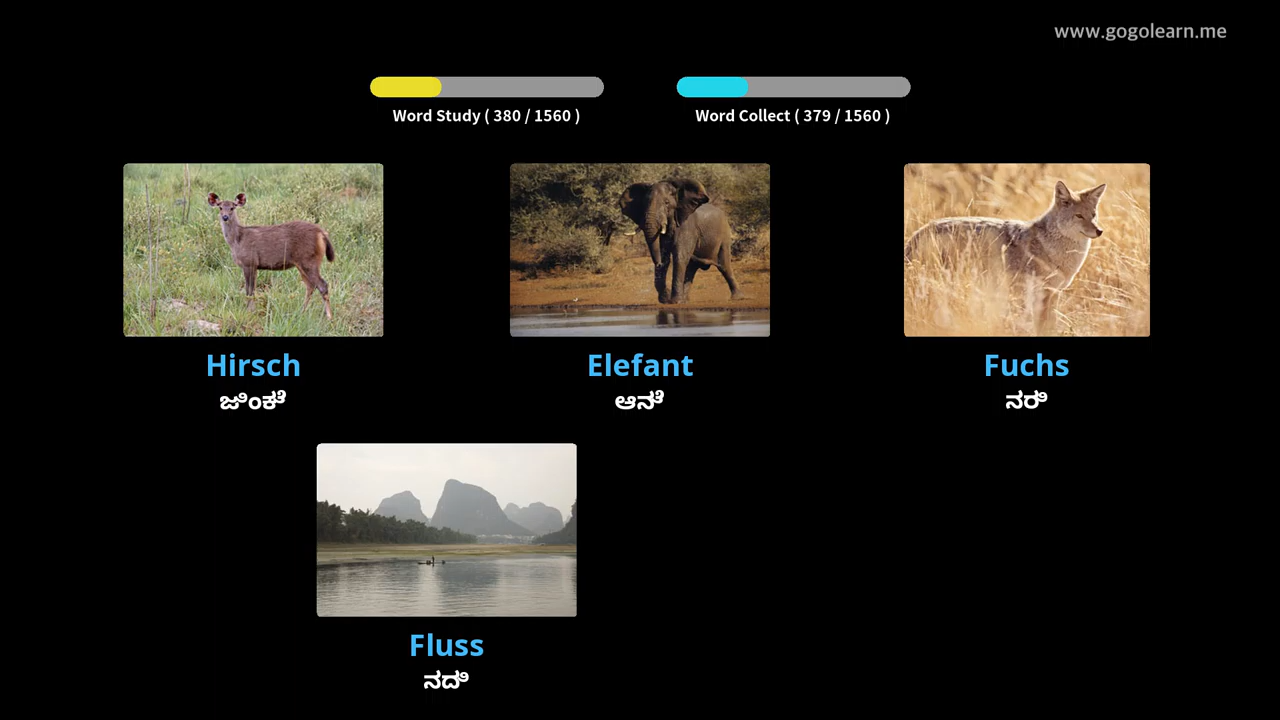 www.gogolearn.me
Word Study ( 380 / 1560 )
Word Collect ( 379 / 1560 )
Hirsch
ಜಿಂಕೆ
Elefant
ಆನೆ
Fuchs
ನರಿ
Fluss
ನದಿ